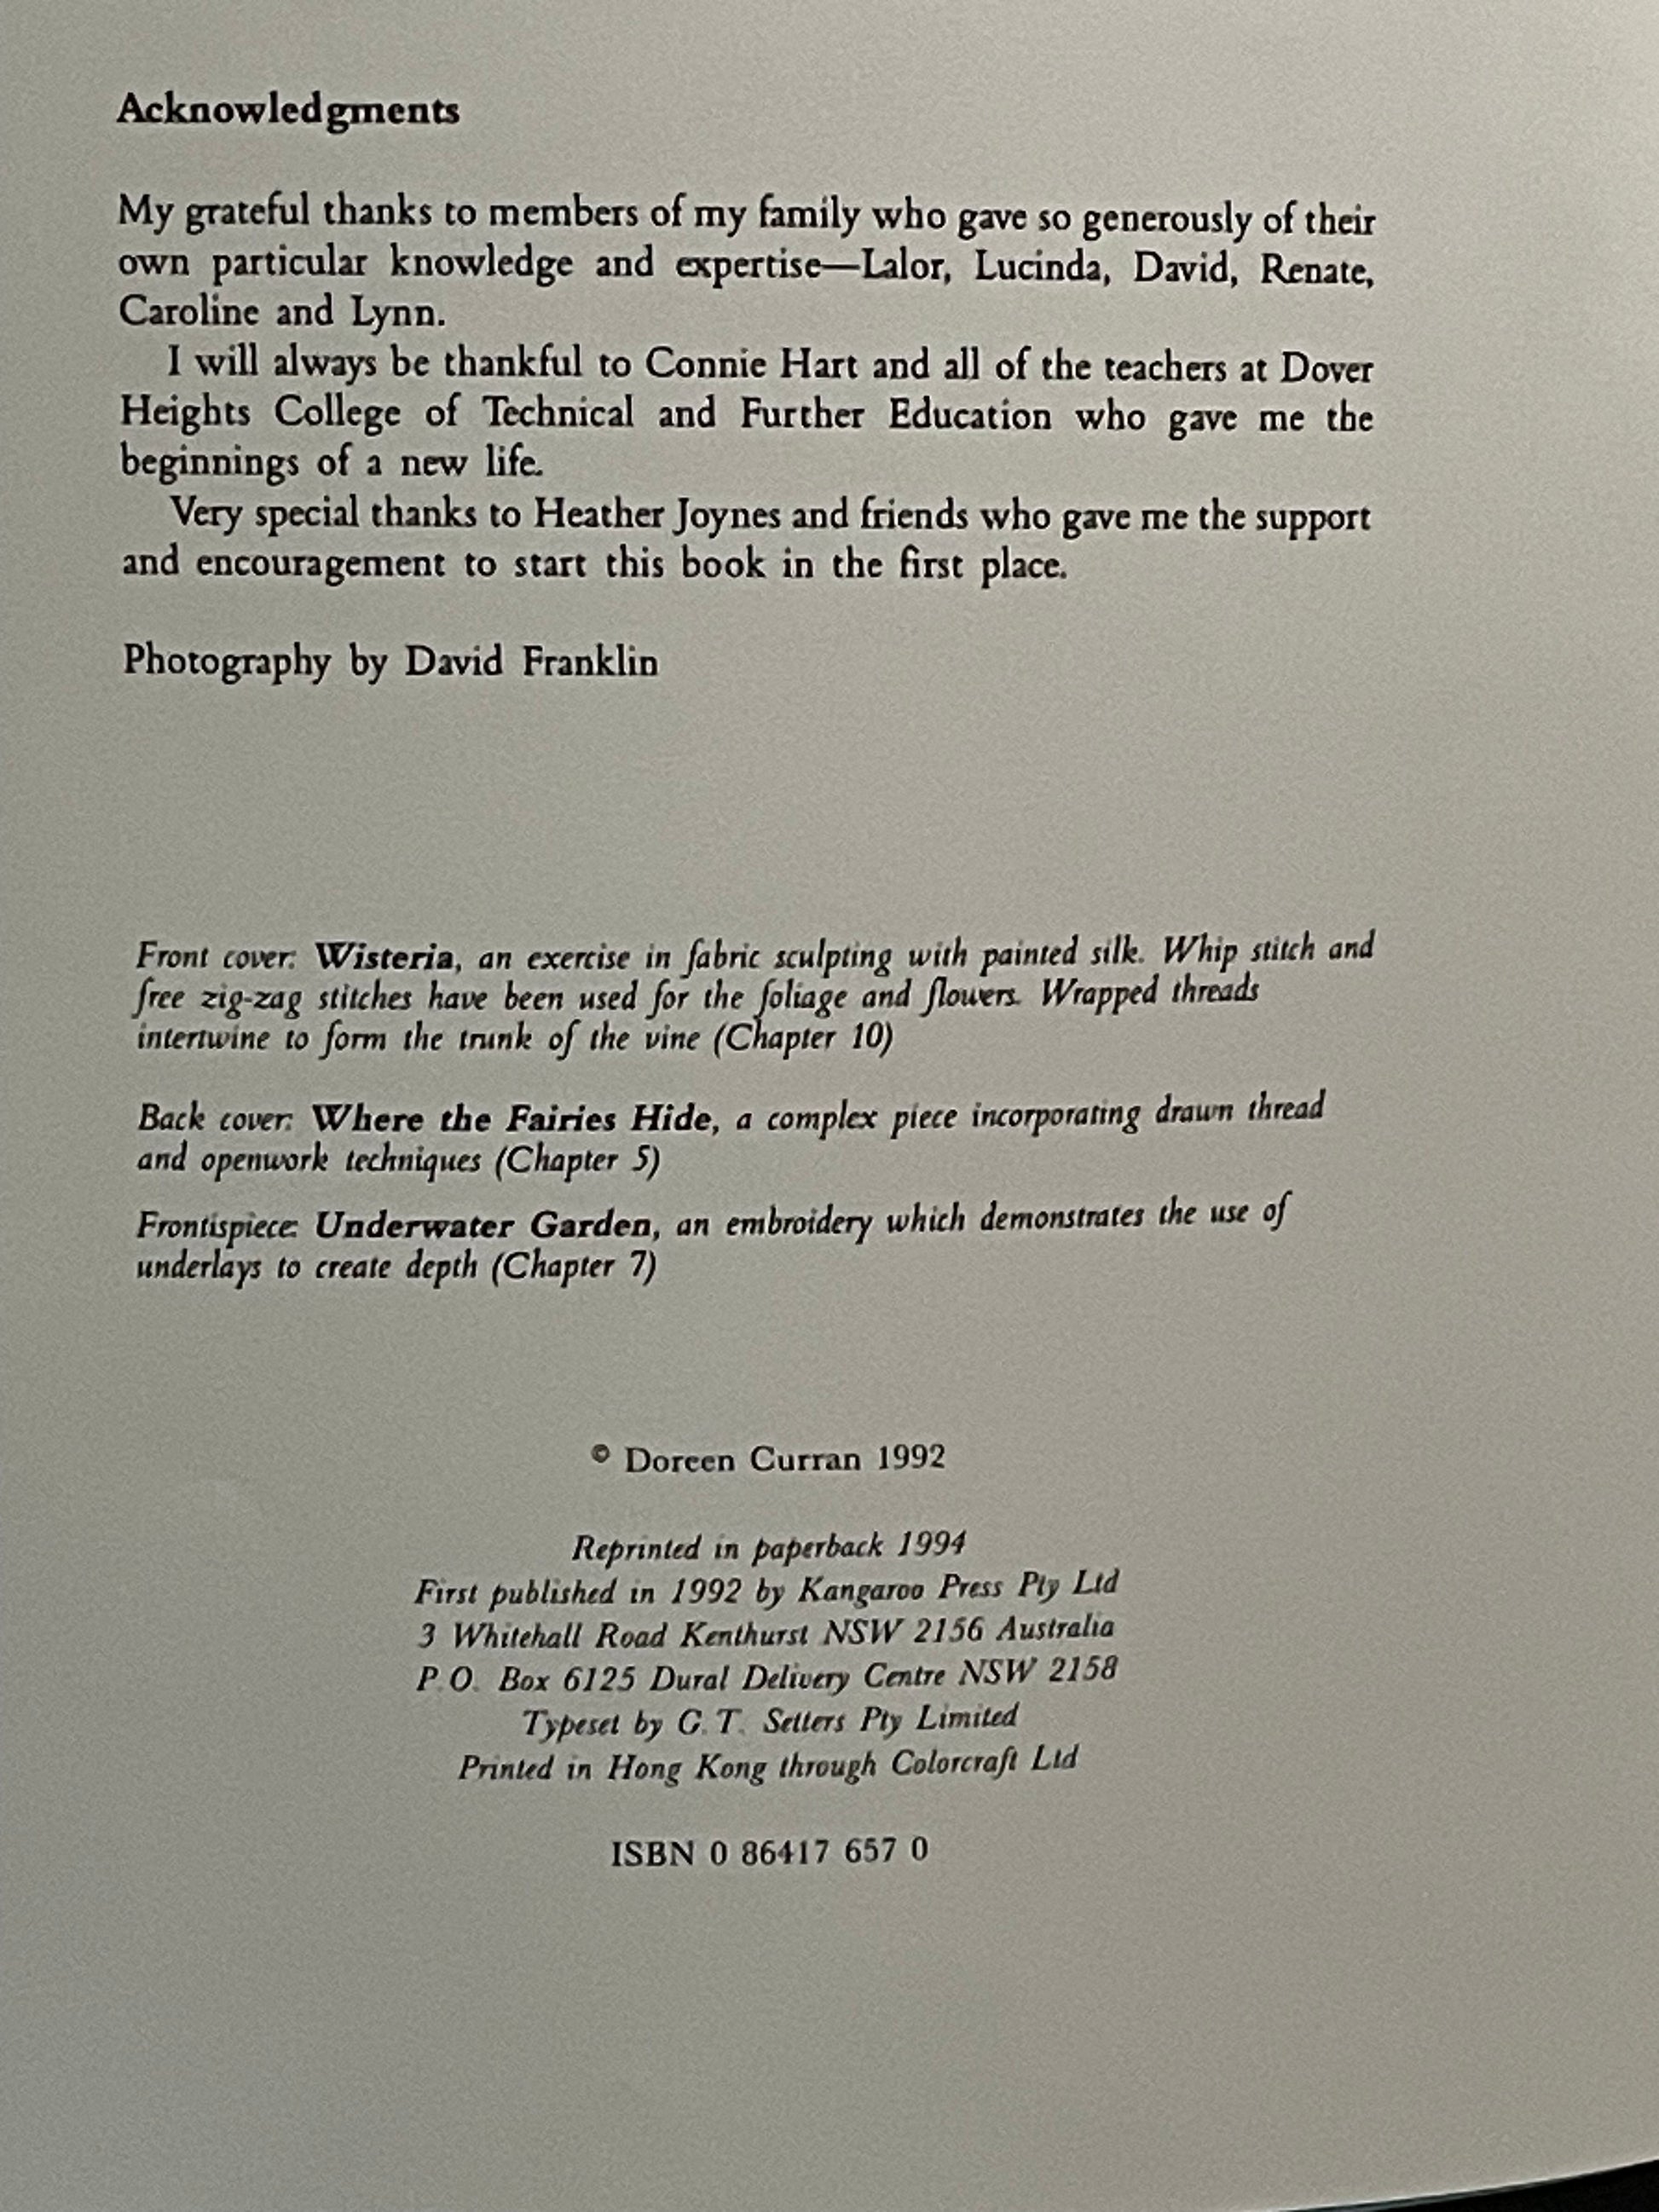 Acknowledgments
My grateful thanks to members of my family who gave so generously of their
own particular knowledge and expertise—Lalor, Lucinda, David, Renate,
Caroline and Lynn.
I will always be thankful to Connie Hart and all of the teachers at Dover
Heights College of Technical and Further Education who gave me the
beginnings of a new life.
Very special thanks to Heather Joynes and friends who gave me the support
and encouragement to start this book in the first place.
Photography by David Franklin
Front cover: Wisteria, an exercise in fabric sculpting with painted silk. Whip stitch and
free zig-zag stitches have been used for the foliage and flowers. Wrapped threads
intertwine to form the trunk of the vine (Chapter 10)
Back cover: Where the Fairies Hide, a complex piece incorporating drawn thread
and openwork techniques (Chapter 5)
Frontispiece: Underwater Garden, an embroidery which demonstrates the use of
underlays to create depth (Chapter 7)
© Doreen Curran 1992
Reprinted in paperback 1994
First published in 1992 by Kangaroo Press Pty Ltd
3 Whitehall Road Kenthurst NSW 2156 Australia
P.O. Box 6125 Dural Delivery Centre NSW 2158
Typeset by G.T. Setters Pty Limited
Printed in Hong Kong through Colorcraft Ltd
ISBN 0 86417 657 0